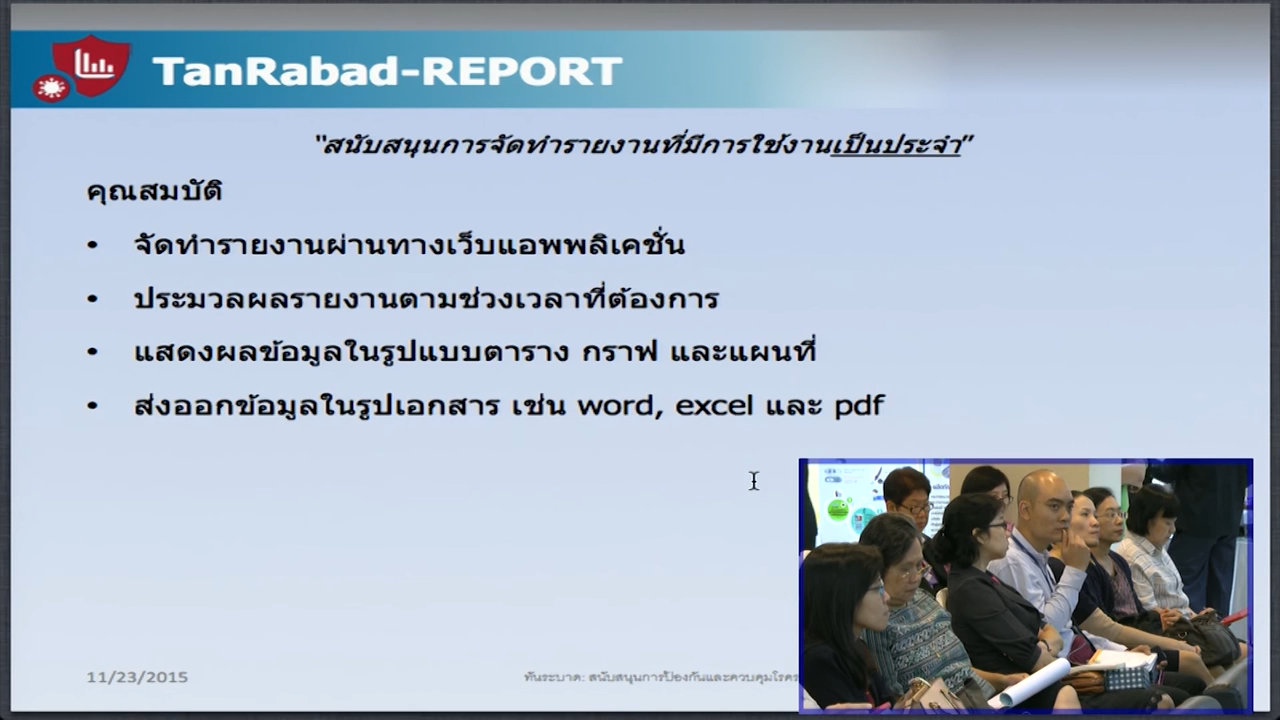 TanRabad-REPORT
“สนับสนุนการจัดทำรายงานที่มีการใช้งานเป็นประจำ”
คุณสมบัติ
• จัดทำรายงานผ่านทางเว็บแอพพลิเคชั่น
• ประมวลผลรายงานตามช่วงเวลาที่ต้องการ
• แสดงผลข้อมูลในรูปแบบตาราง กราฟ และแผนที่
• ส่งออกข้อมูลในรูปเอกสาร เช่น word, excel และ pdf
11/23/2015
ทันระบาด: สนับสนุนการป้องกันและควบคุมโรค